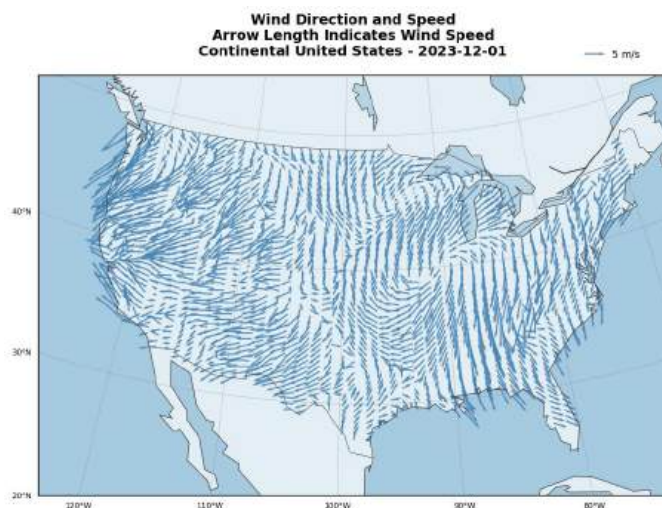 Wind Direction and Speed
Arrow Length Indicates Wind Speed
Continental United States - 2023-12-01
5 m/s
40°N
30°N
20°N
120°W
110°W
100°W
90°W
80°W